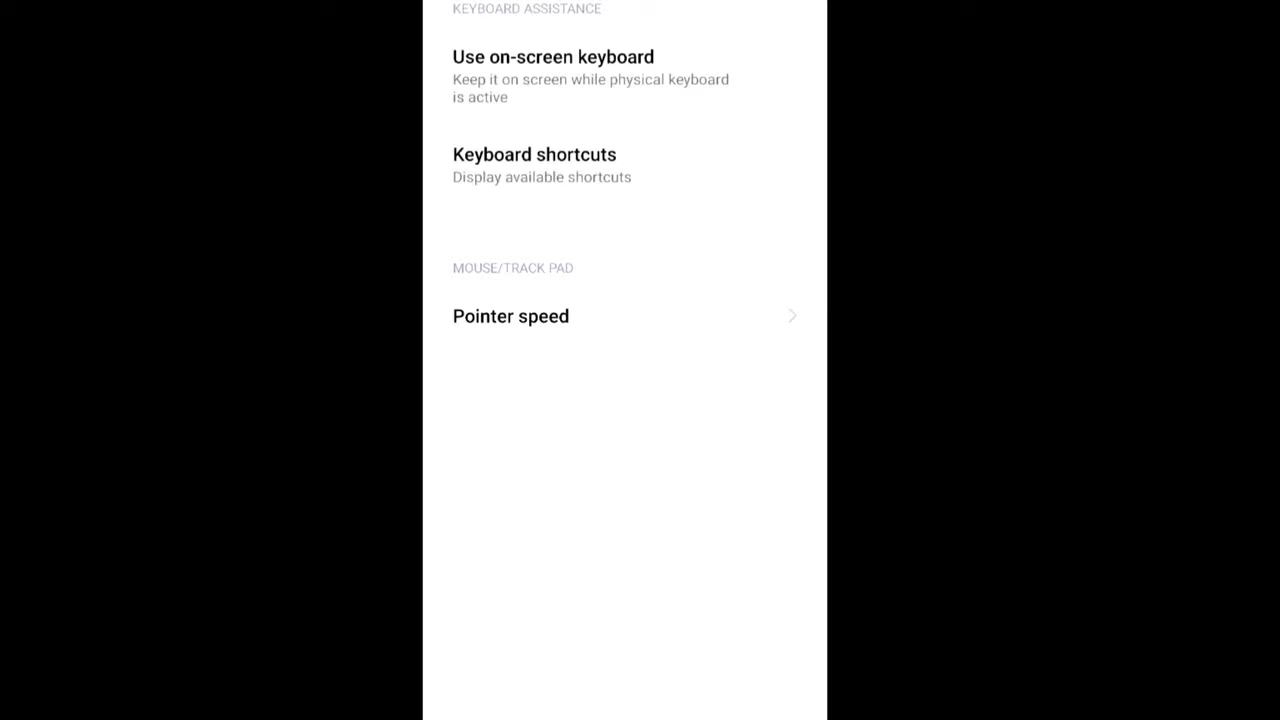 KEYBOARD ASSISTANCE
Use on-screen keyboard
Keep it on screen while physical keyboard
is active
Keyboard shortcuts
Display available shortcuts
MOUSE/TRACK PAD
Pointer speed